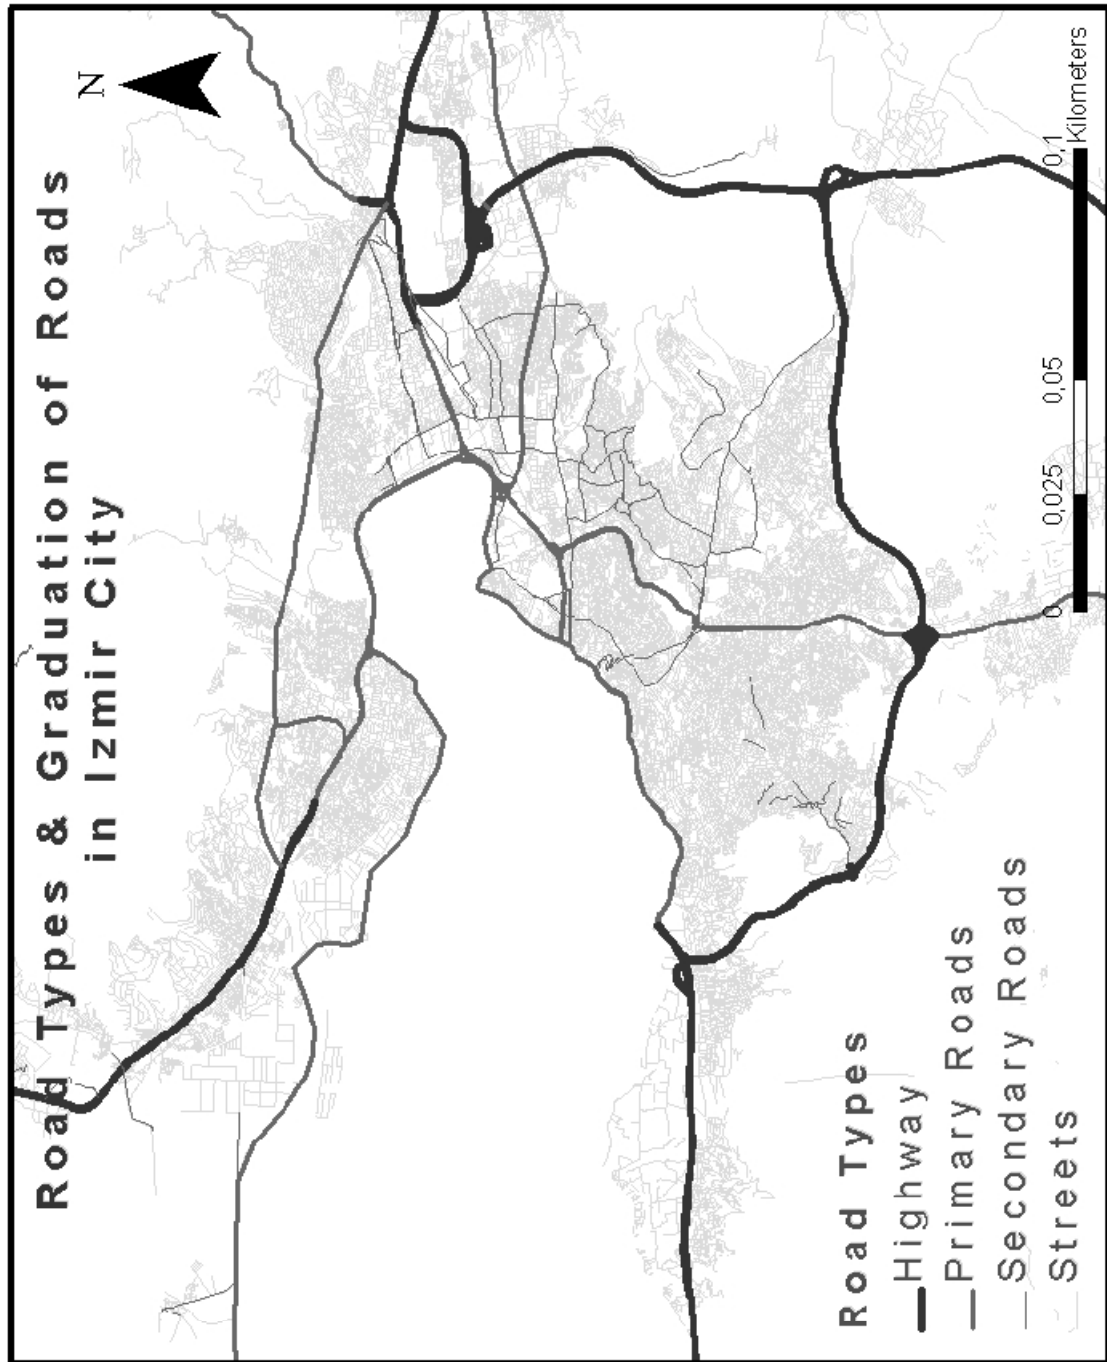 Road Types & Graduation of Roads
in Izmir City
N
Road Types
Highway
Primary Roads
Secondary Roads
Streets
0 0,025 0,05 0,1
Kilometers